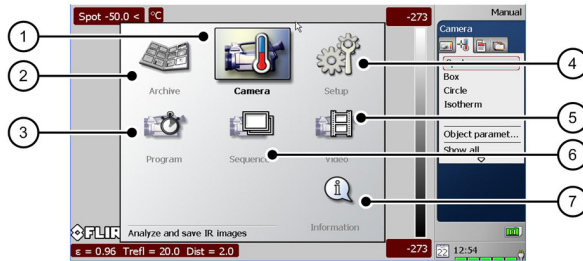 Spot -50.0 < °C
-273
Manual
Camera
Box
Circle
Isotherm
Object paramet...
Show all
1
2
3
4
5
6
7
Archive
Camera
Setup
Program
Sequence
Video
Information
FLIR
Analyze and save IR images
ε = 0.96 Trefl = 20.0 Dist = 2.0
-273
22 12:54